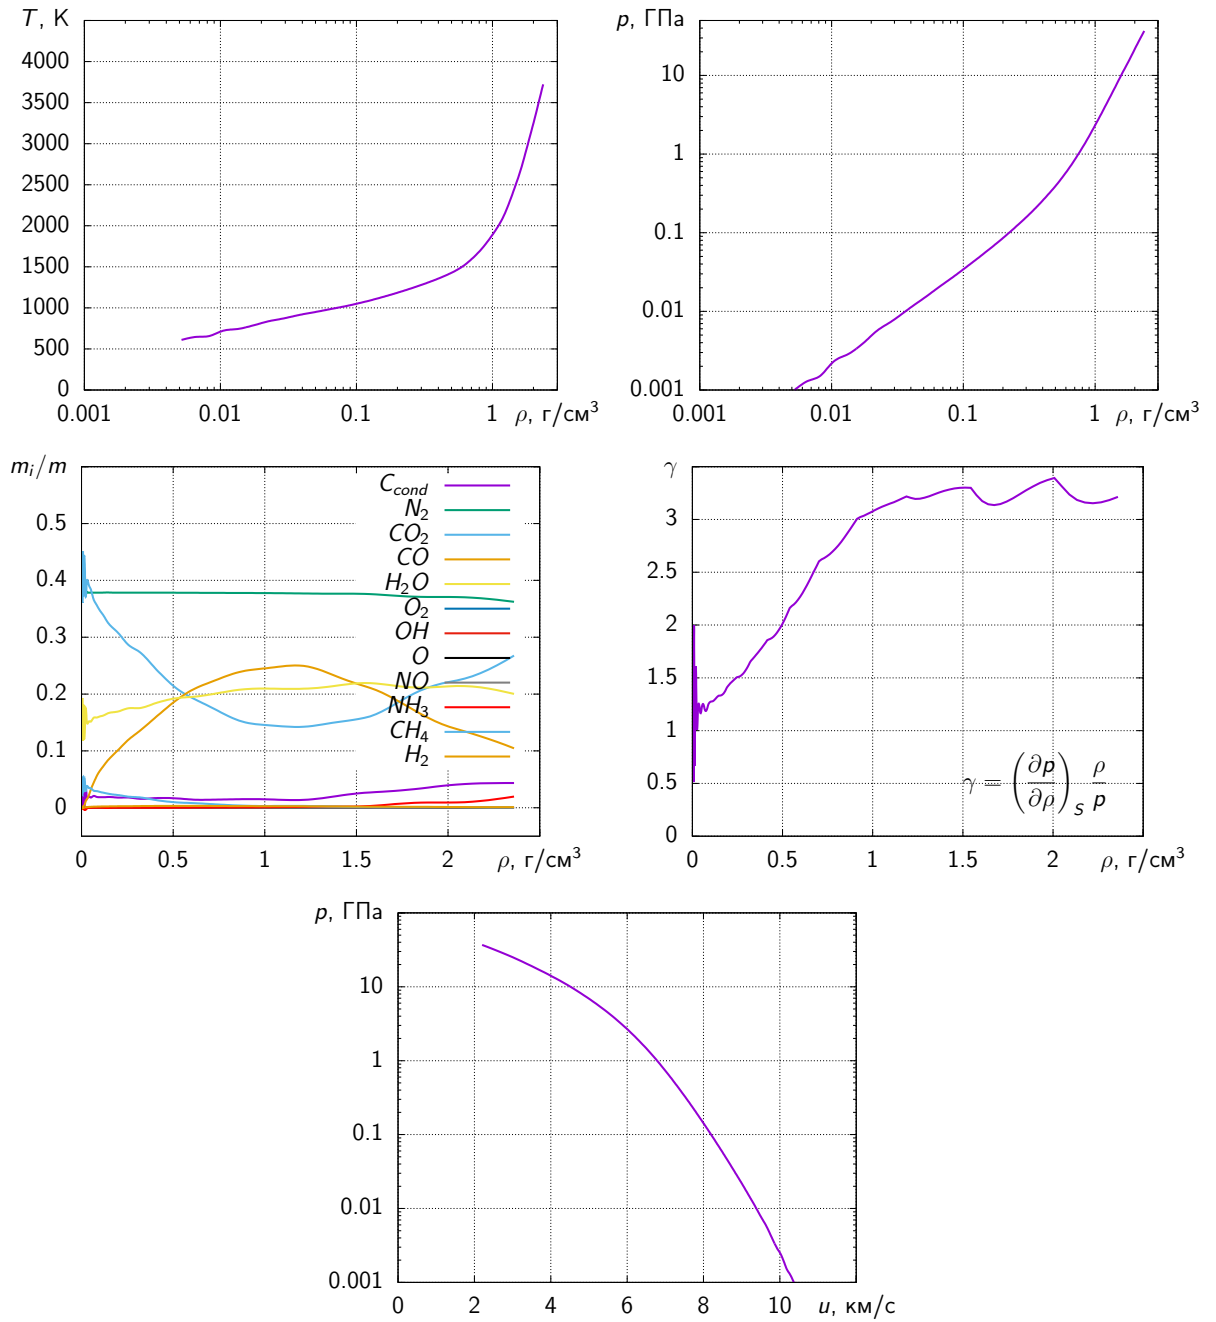 T, K
4000
3500
3000
2500
2000
1500
1000
500
0
0.001 0.01 0.1 1 ρ, г/см³
p, ГПа
10
1
0.1
0.01
0.001
0.001 0.01 0.1 1 ρ, г/см³
mᵢ/m
0.5
0.4
0.3
0.2
0.1
0
0 0.5 1 1.5 2 ρ, г/см³
C_cond
N₂
CO₂
CO
H₂O
O₂
OH
O
NO
NH₃
CH₄
H₂
γ
3
2.5
2
1.5
1
0.5
0
0 0.5 1 1.5 2 ρ, г/см³
γ = (∂p/∂ρ)_S ρ/p
p, ГПа
10
1
0.1
0.01
0.001
0 2 4 6 8 10 u, км/с